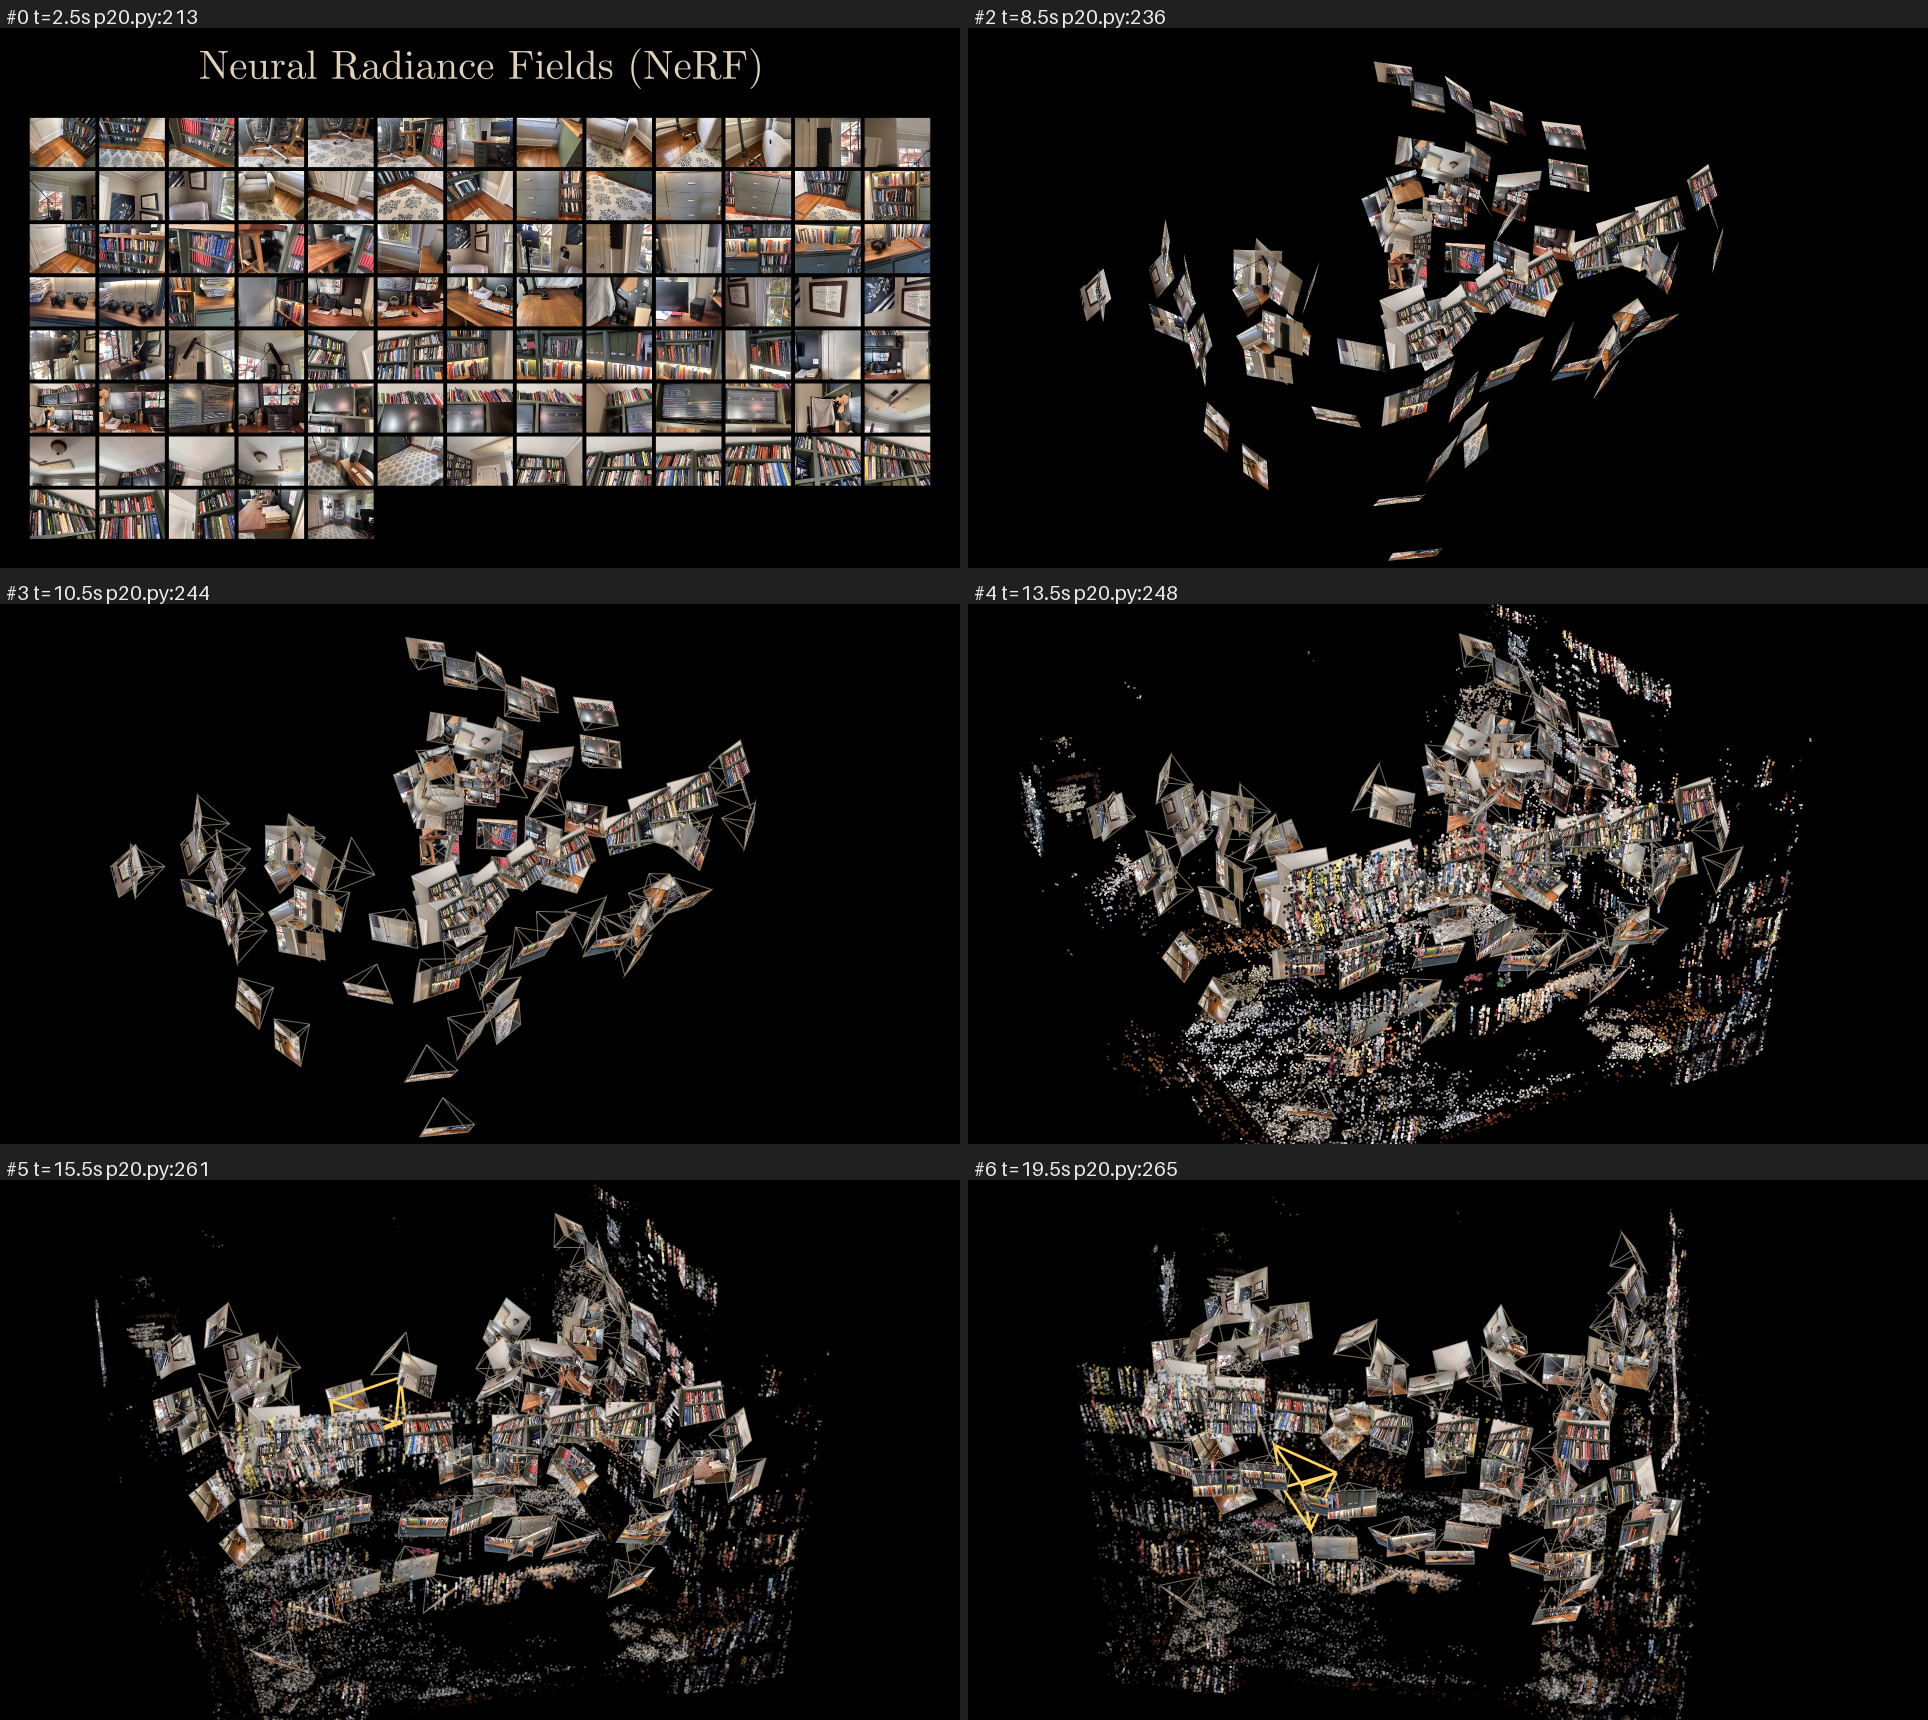 #0 t=2.5s p20.py:213
#2 t=8.5s p20.py:236
Neural Radiance Fields (NeRF)
#3 t=10.5s p20.py:244
#4 t=13.5s p20.py:248
#5 t=15.5s p20.py:261
#6 t=19.5s p20.py:265